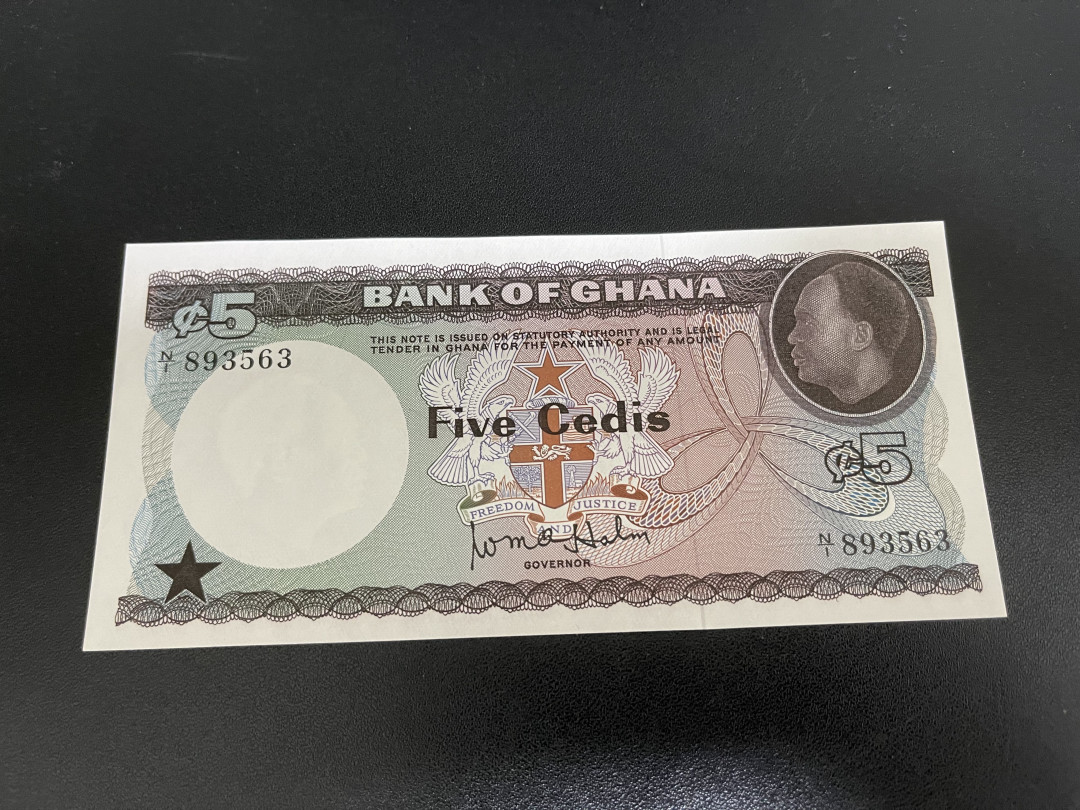 BANK OF GHANA
₵5
THIS NOTE IS ISSUED ON STATUTORY AUTHORITY AND IS LEGAL
TENDER IN GHANA FOR THE PAYMENT OF ANY AMOUNT
N/1 893563
Five Cedis
₵5
FREEDOM AND JUSTICE
N/1 893563
GOVERNOR